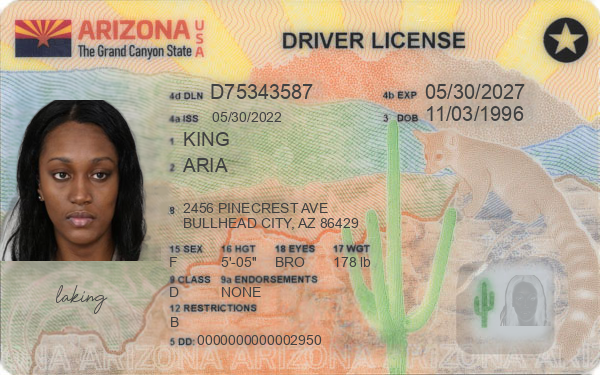 ARIZONA USA
The Grand Canyon State
DRIVER LICENSE
4d DLN D75343587 4b EXP 05/30/2027
4a ISS 05/30/2022 3 DOB 11/03/1996
1 KING
2 ARIA
8 2456 PINECREST AVE
BULLHEAD CITY, AZ 86429
15 SEX 16 HGT 18 EYES 17 WGT
F 5'-05" BRO 178 lb
9 CLASS 9a ENDORSEMENTS
D NONE
12 RESTRICTIONS
B
5 DD: 0000000000002950
laking
ARIZONA ARIZONA ARIZONA ARIZONA